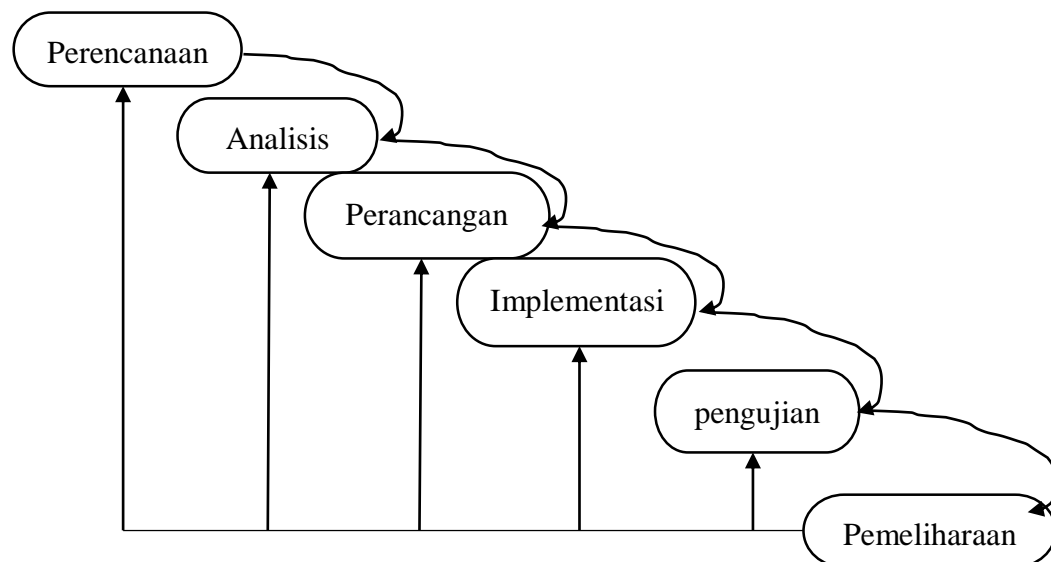 Perencanaan
Analisis
Perancangan
Implementasi
pengujian
Pemeliharaan